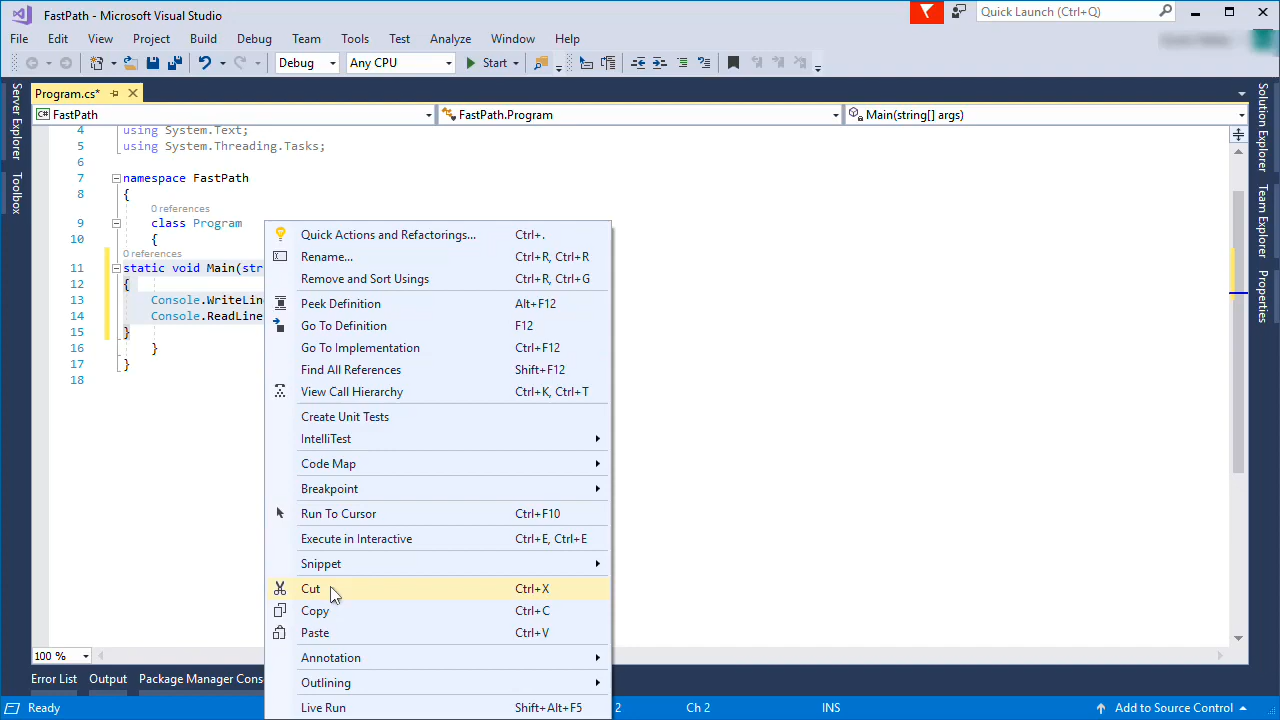 FastPath - Microsoft Visual Studio
Quick Launch (Ctrl+Q)
File Edit View Project Build Debug Team Tools Test Analyze Window Help
Debug Any CPU Start
Program.cs*
FastPath FastPath.Program Main(string[] args)
Server Explorer
Toolbox
Solution Explorer
Team Explorer
Properties
4 using System.Text;
5 using System.Threading.Tasks;
6
7 namespace FastPath
8 {
0 references
9 class Program
10 {
0 references
11 static void Main(str
12 {
13 Console.WriteLin
14 Console.ReadLine
15 }
16 }
17 }
18
Quick Actions and Refactorings... Ctrl+.
Rename... Ctrl+R, Ctrl+R
Remove and Sort Usings Ctrl+R, Ctrl+G
Peek Definition Alt+F12
Go To Definition F12
Go To Implementation Ctrl+F12
Find All References Shift+F12
View Call Hierarchy Ctrl+K, Ctrl+T
Create Unit Tests
IntelliTest
Code Map
Breakpoint
Run To Cursor Ctrl+F10
Execute in Interactive Ctrl+E, Ctrl+E
Snippet
Cut Ctrl+X
Copy Ctrl+C
Paste Ctrl+V
Annotation
Outlining
Live Run Shift+Alt+F5
100 %
Error List Output Package Manager Cons
Ready 2 Ch 2 INS Add to Source Control